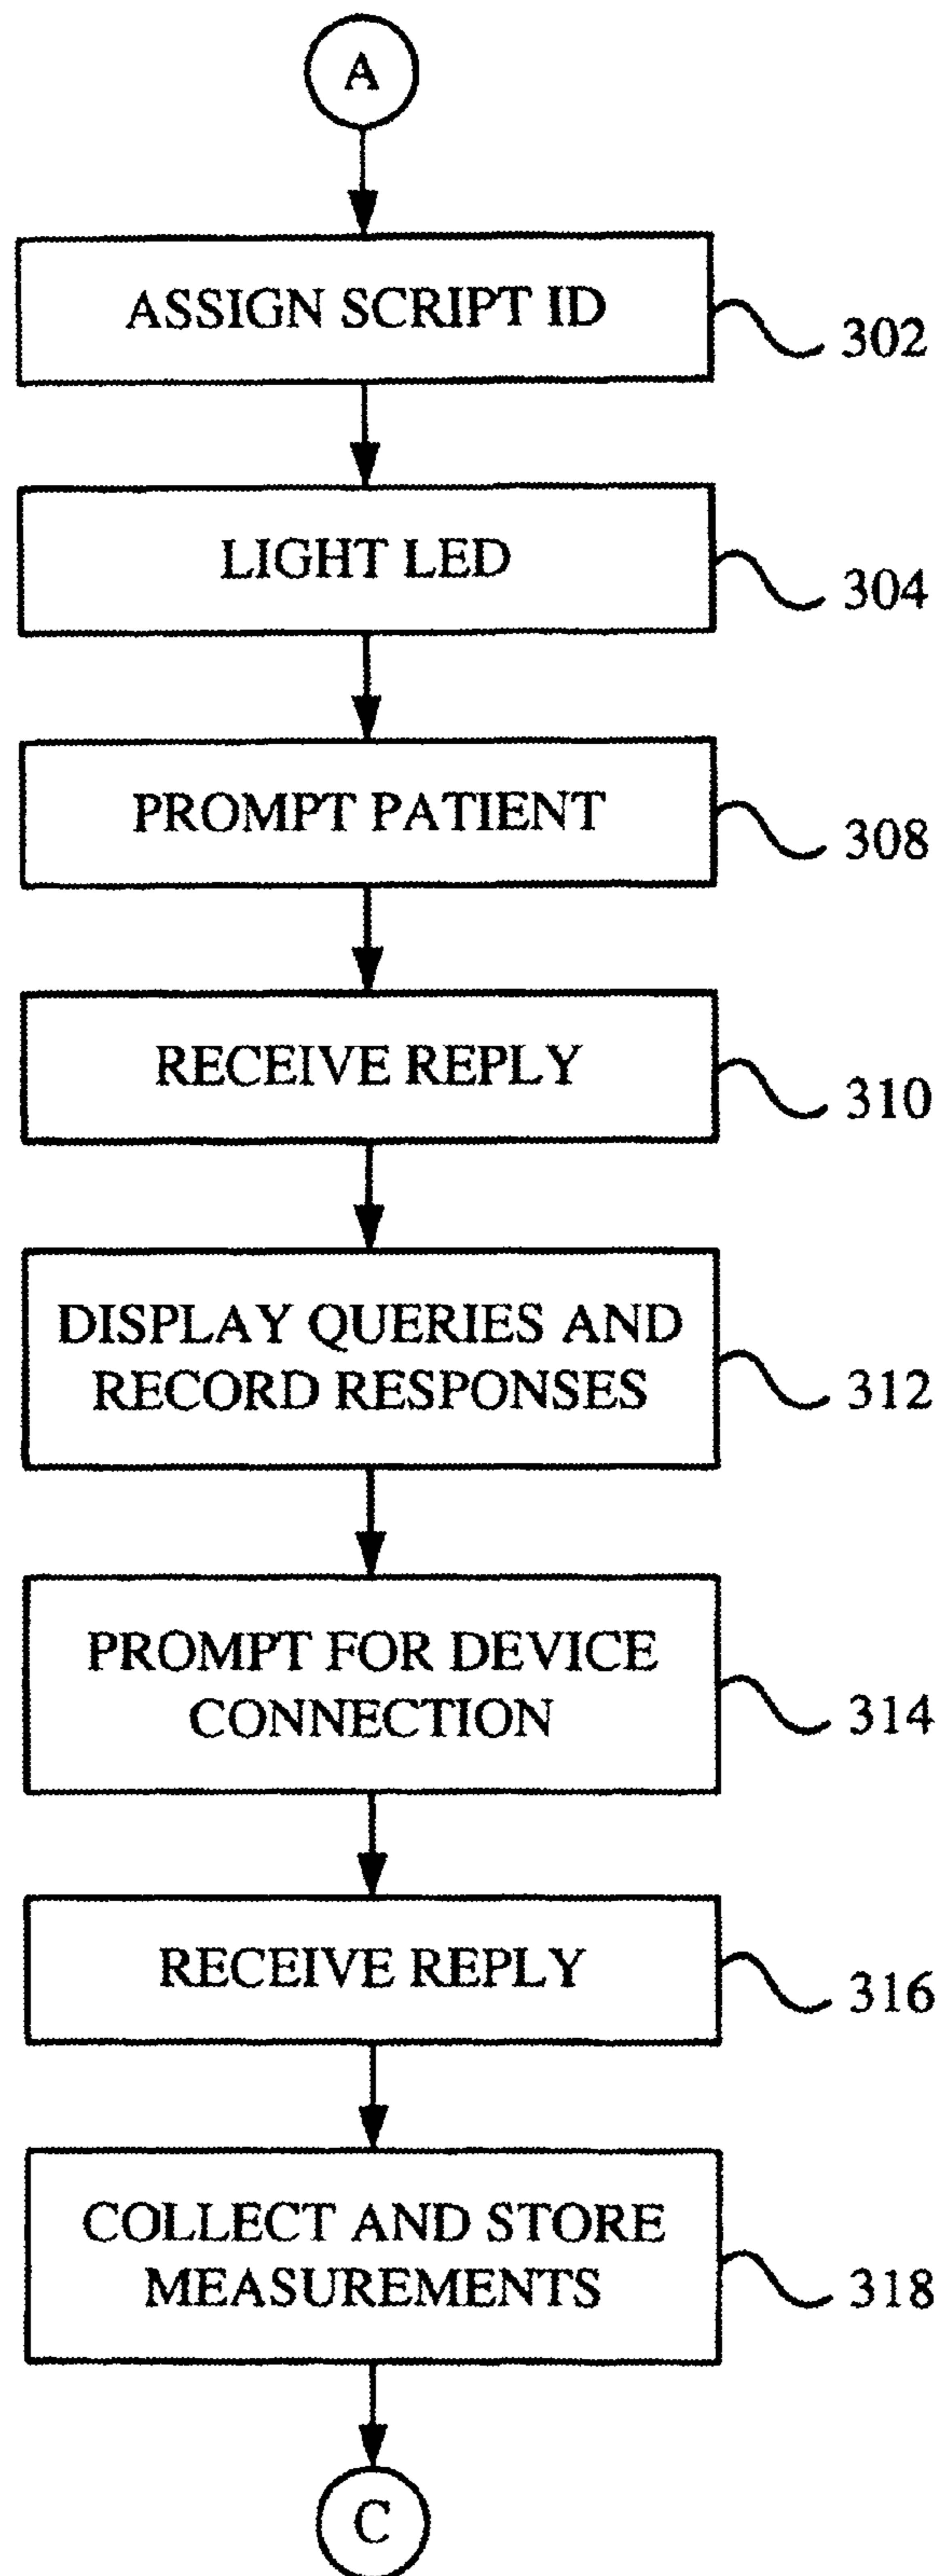 A
ASSIGN SCRIPT ID
302
LIGHT LED
304
PROMPT PATIENT
308
RECEIVE REPLY
310
DISPLAY QUERIES AND
RECORD RESPONSES
312
PROMPT FOR DEVICE
CONNECTION
314
RECEIVE REPLY
316
COLLECT AND STORE
MEASUREMENTS
318
C